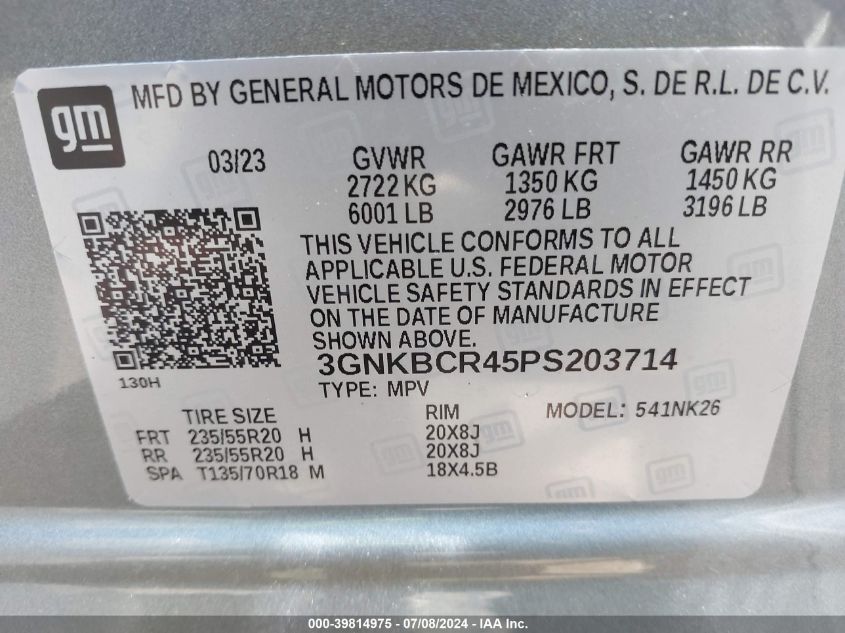 gm MFD BY GENERAL MOTORS DE MEXICO, S. DE R.L. DE C.V.
03/23 GVWR GAWR FRT GAWR RR
2722 KG 1350 KG 1450 KG
6001 LB 2976 LB 3196 LB
THIS VEHICLE CONFORMS TO ALL
APPLICABLE U.S. FEDERAL MOTOR
VEHICLE SAFETY STANDARDS IN EFFECT
ON THE DATE OF MANUFACTURE
SHOWN ABOVE.
3GNKBCR45PS203714
130H
TYPE: MPV
TIRE SIZE RIM MODEL: 541NK26
FRT 235/55R20 H 20X8J
RR 235/55R20 H 20X8J
SPA T135/70R18 M 18X4.5B
000-39814975 - 07/08/2024 - IAA Inc.